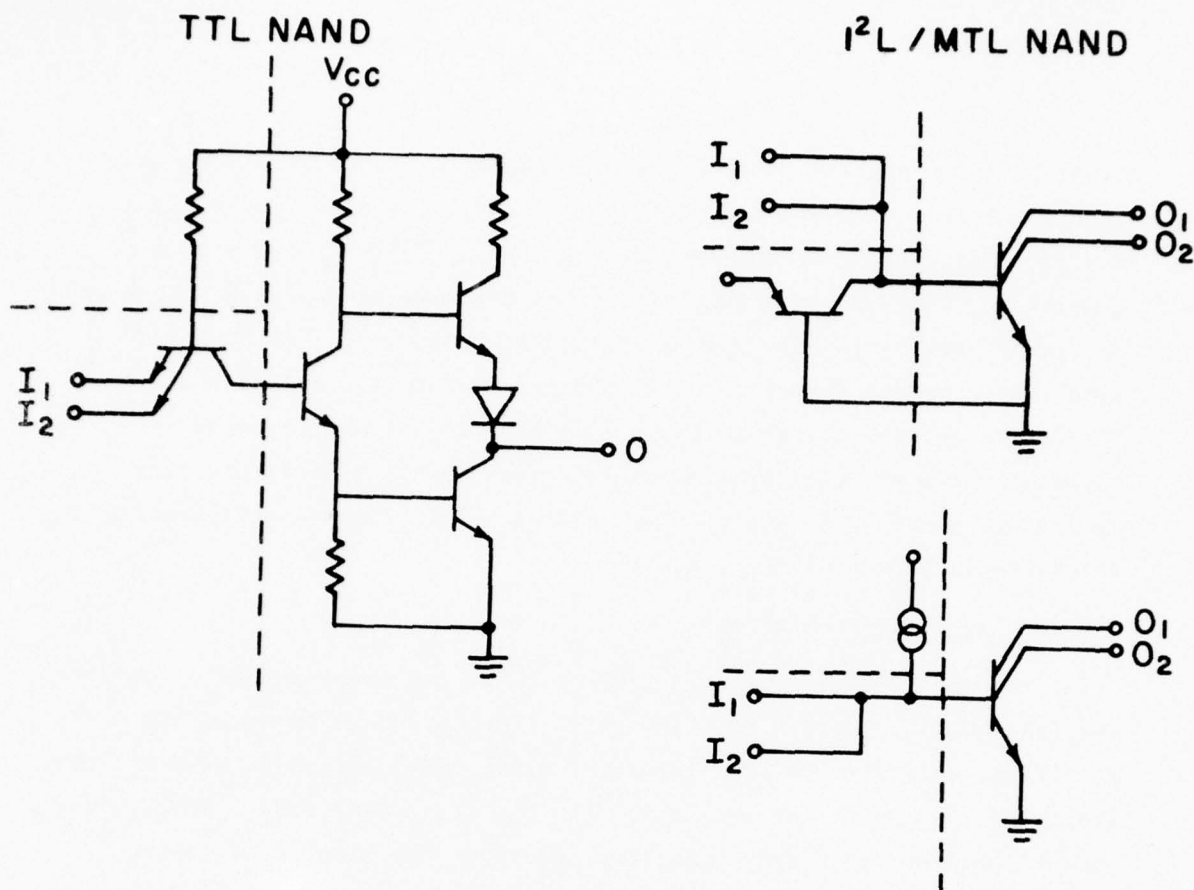 TTL NAND
VCC
I1
I2
O
I²L/MTL NAND
I1
I2
O1
O2
I1
I2
O1
O2